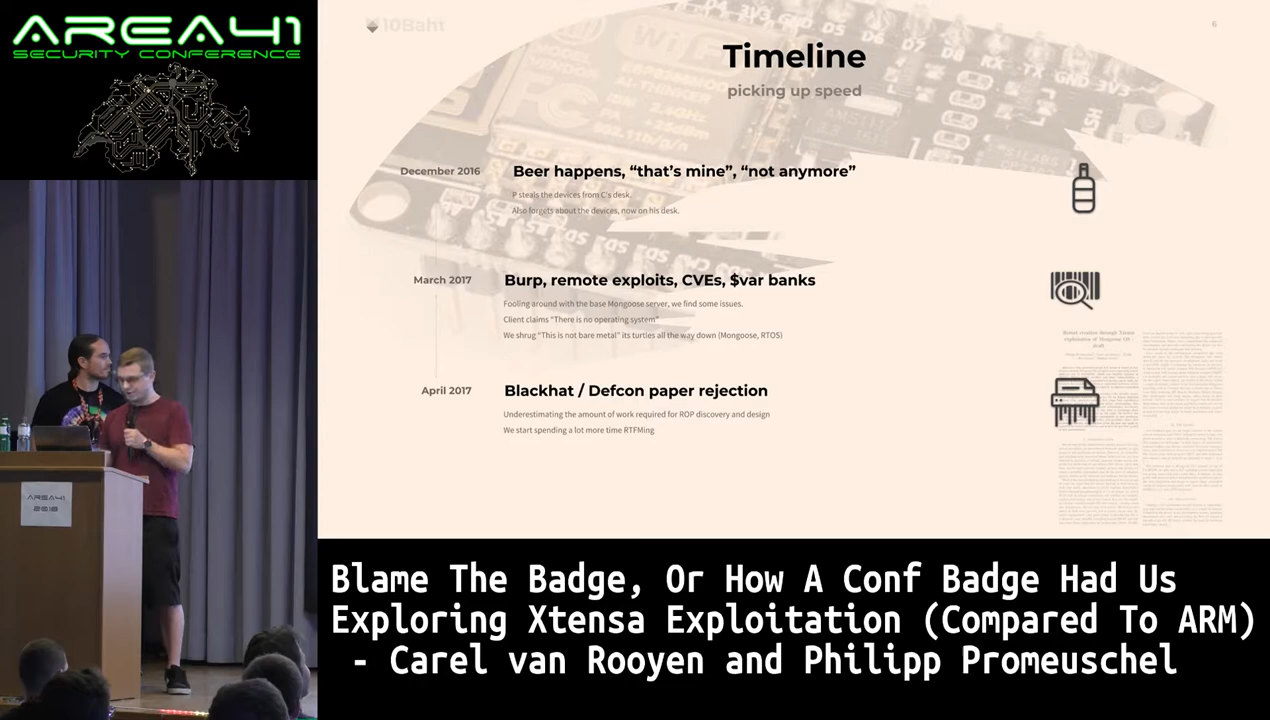 AREA41
SECURITY CONFERENCE
10Baht
6
Timeline
picking up speed
December 2016
Beer happens, “that’s mine”, “not anymore”
P steals the devices from C's desk.
Also forgets about the devices, now on his desk.
March 2017
Burp, remote exploits, CVEs, $var banks
Fooling around with the base Mongoose server, we find some issues.
Client claims “There is no operating system”
We shrug “This is not bare metal” its turtles all the way down (Mongoose, RTOS)
April 2017
Blackhat / Defcon paper rejection
Underestimating the amount of work required for ROP discovery and design
We start spending a lot more time RTFMing
AREA41
2018
Blame The Badge, Or How A Conf Badge Had Us
Exploring Xtensa Exploitation (Compared To ARM)
- Carel van Rooyen and Philipp Promeuschel